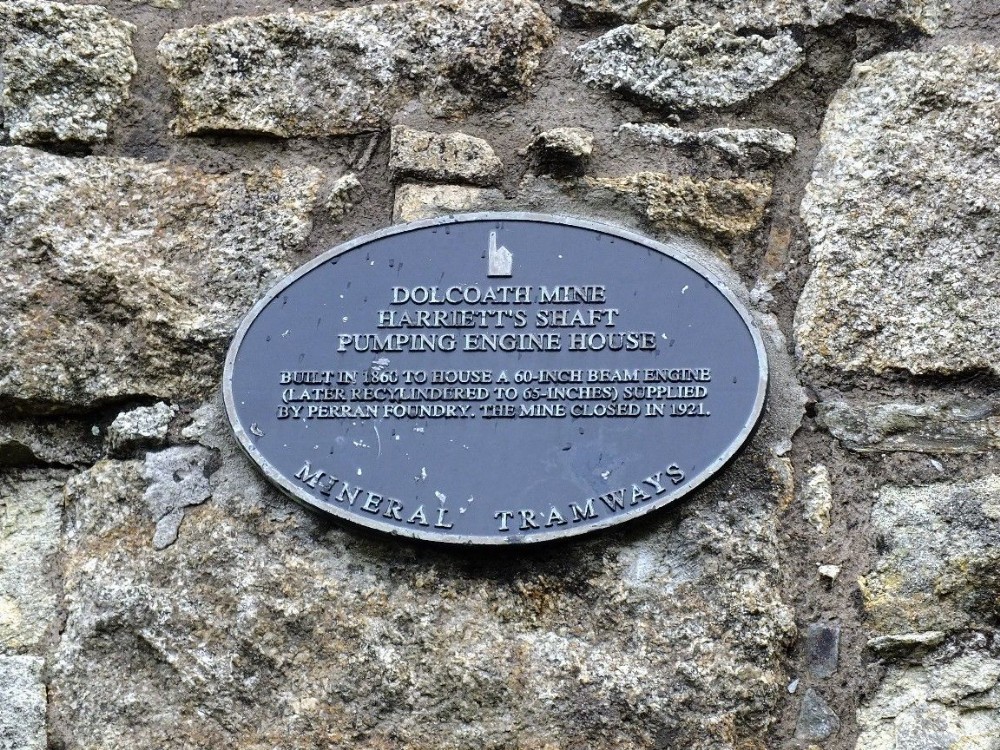 DOLCOATH MINE
HARRIETT'S SHAFT
PUMPING ENGINE HOUSE
BUILT IN 1860 TO HOUSE A 60-INCH BEAM ENGINE
(LATER RECYLINDERED TO 65-INCHES) SUPPLIED
BY PERRAN FOUNDRY. THE MINE CLOSED IN 1921.
MINERAL TRAMWAYS